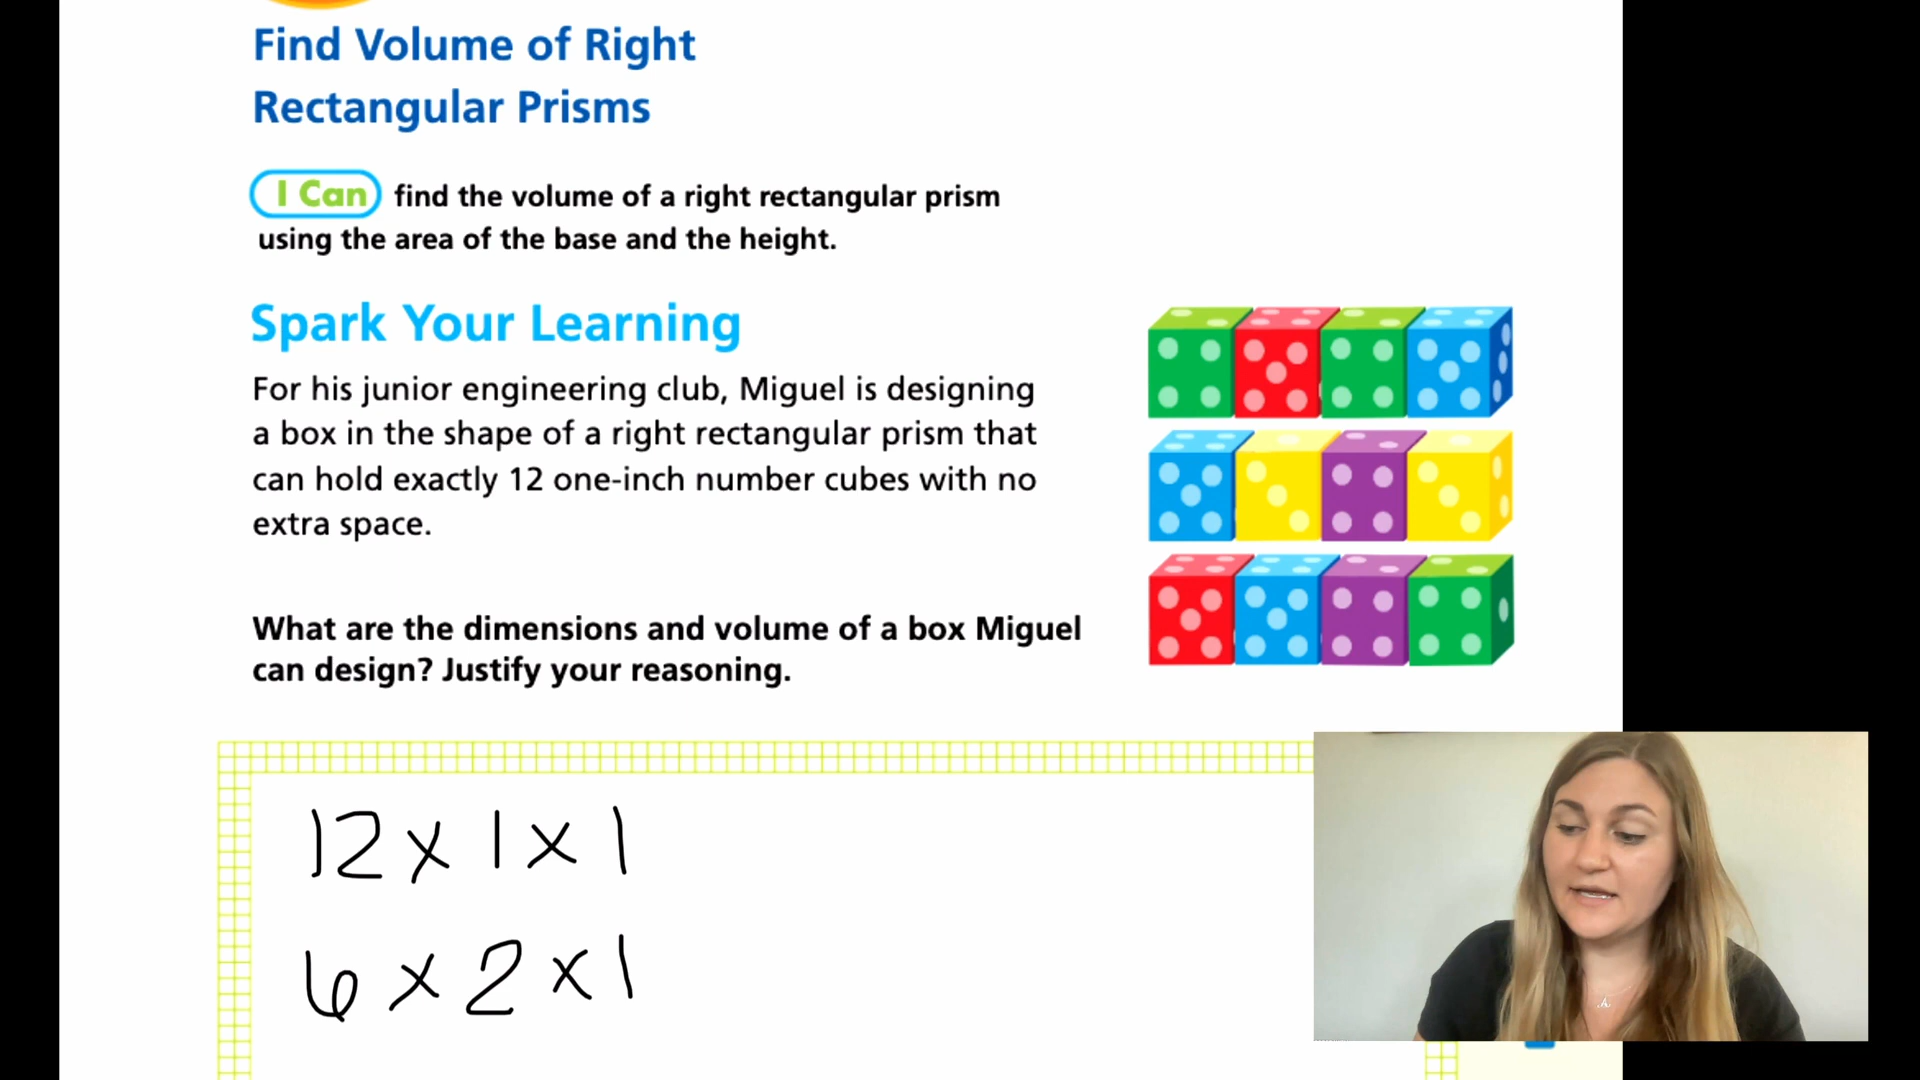 Find Volume of Right
Rectangular Prisms
I Can find the volume of a right rectangular prism
using the area of the base and the height.
Spark Your Learning
For his junior engineering club, Miguel is designing
a box in the shape of a right rectangular prism that
can hold exactly 12 one-inch number cubes with no
extra space.
What are the dimensions and volume of a box Miguel
can design? Justify your reasoning.
12 x 1 x 1
6 x 2 x 1